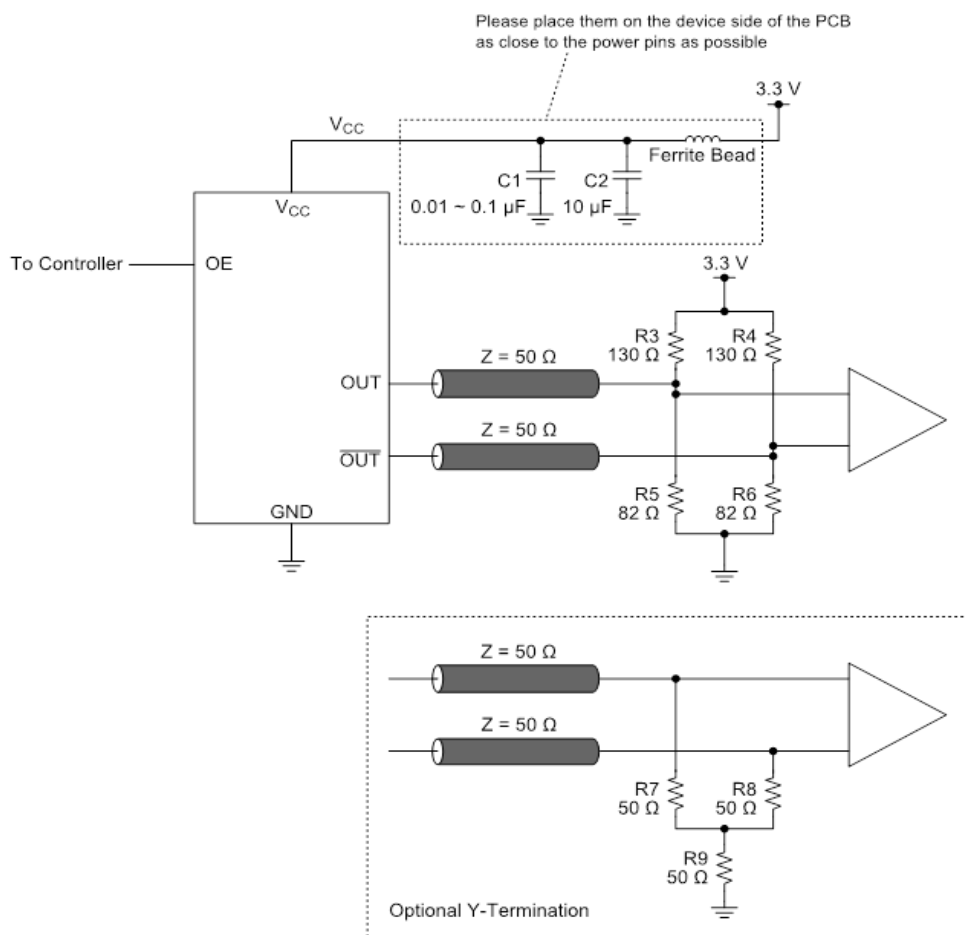 Please place them on the device side of the PCB
as close to the power pins as possible
3.3 V
VCC
Ferrite Bead
C1
0.01 ~ 0.1 µF
C2
10 µF
VCC
To Controller
OE
3.3 V
R3
130 Ω
R4
130 Ω
Z = 50 Ω
OUT
Z = 50 Ω
OUT
R5
82 Ω
R6
82 Ω
GND
Z = 50 Ω
Z = 50 Ω
R7
50 Ω
R8
50 Ω
R9
50 Ω
Optional Y-Termination